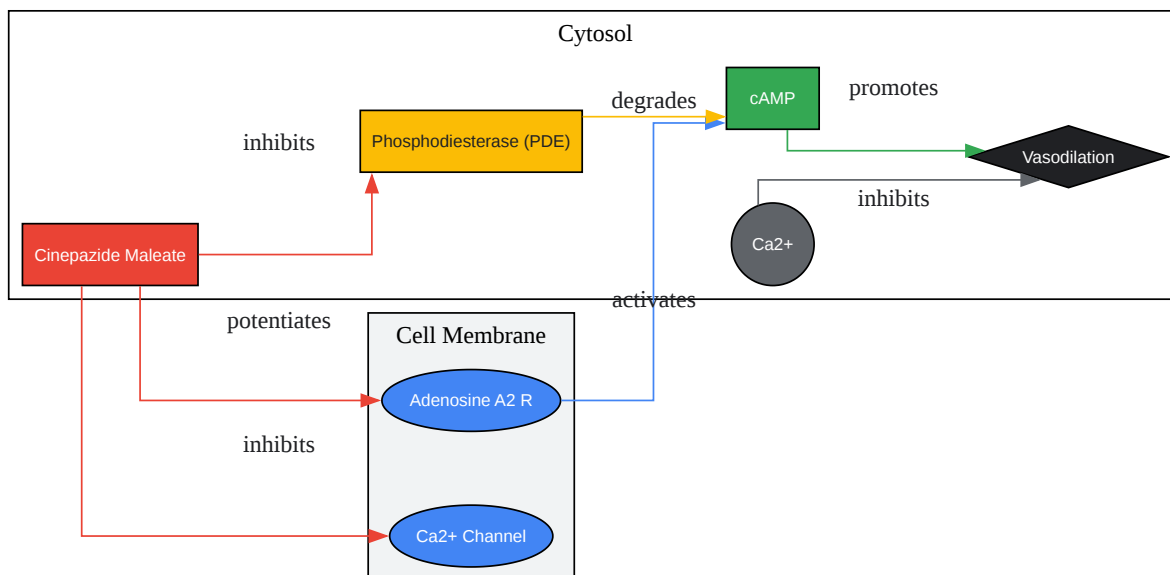 Cytosol
cAMP
promotes
degrades
inhibits
Phosphodiesterase (PDE)
Vasodilation
inhibits
Ca2+
Cinepazide Maleate
activates
potentiates
Cell Membrane
Adenosine A2 R
inhibits
Ca2+ Channel